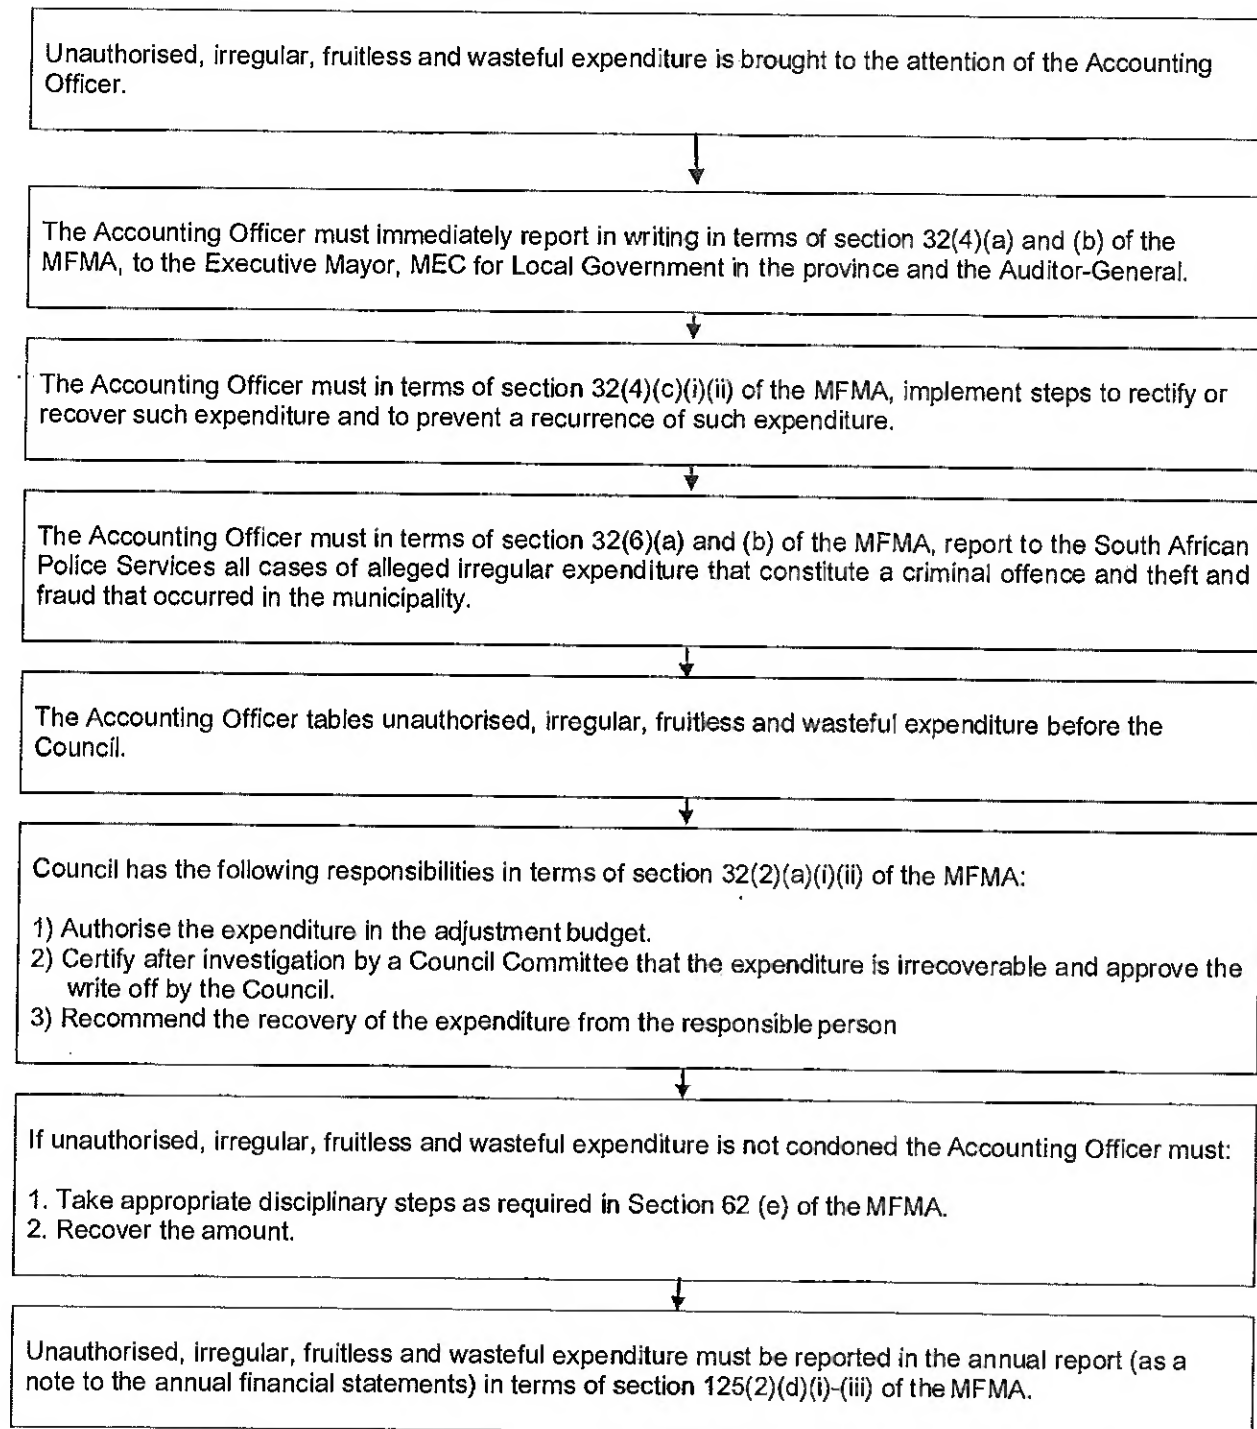 Unauthorised, irregular, fruitless and wasteful expenditure is brought to the attention of the Accounting
Officer.
The Accounting Officer must immediately report in writing in terms of section 32(4)(a) and (b) of the
MFMA, to the Executive Mayor, MEC for Local Government in the province and the Auditor-General.
The Accounting Officer must in terms of section 32(4)(c)(i)(ii) of the MFMA, implement steps to rectify or
recover such expenditure and to prevent a recurrence of such expenditure.
The Accounting Officer must in terms of section 32(6)(a) and (b) of the MFMA, report to the South African
Police Services all cases of alleged irregular expenditure that constitute a criminal offence and theft and
fraud that occurred in the municipality.
The Accounting Officer tables unauthorised, irregular, fruitless and wasteful expenditure before the
Council.
Council has the following responsibilities in terms of section 32(2)(a)(i)(ii) of the MFMA:
1) Authorise the expenditure in the adjustment budget.
2) Certify after investigation by a Council Committee that the expenditure is irrecoverable and approve the
write off by the Council.
3) Recommend the recovery of the expenditure from the responsible person
If unauthorised, irregular, fruitless and wasteful expenditure is not condoned the Accounting Officer must:
1. Take appropriate disciplinary steps as required in Section 62 (e) of the MFMA.
2. Recover the amount.
Unauthorised, irregular, fruitless and wasteful expenditure must be reported in the annual report (as a
note to the annual financial statements) in terms of section 125(2)(d)(i)-(iii) of the MFMA.